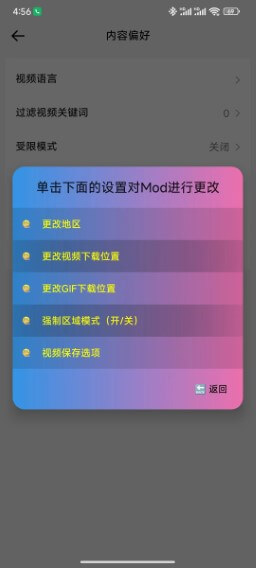 4:56
内容偏好
视频语言
过滤视频关键词 0
受限模式 关闭
单击下面的设置对Mod进行更改
更改地区
更改视频下载位置
更改GIF下载位置
强制区域模式（开/关）
视频保存选项
返回